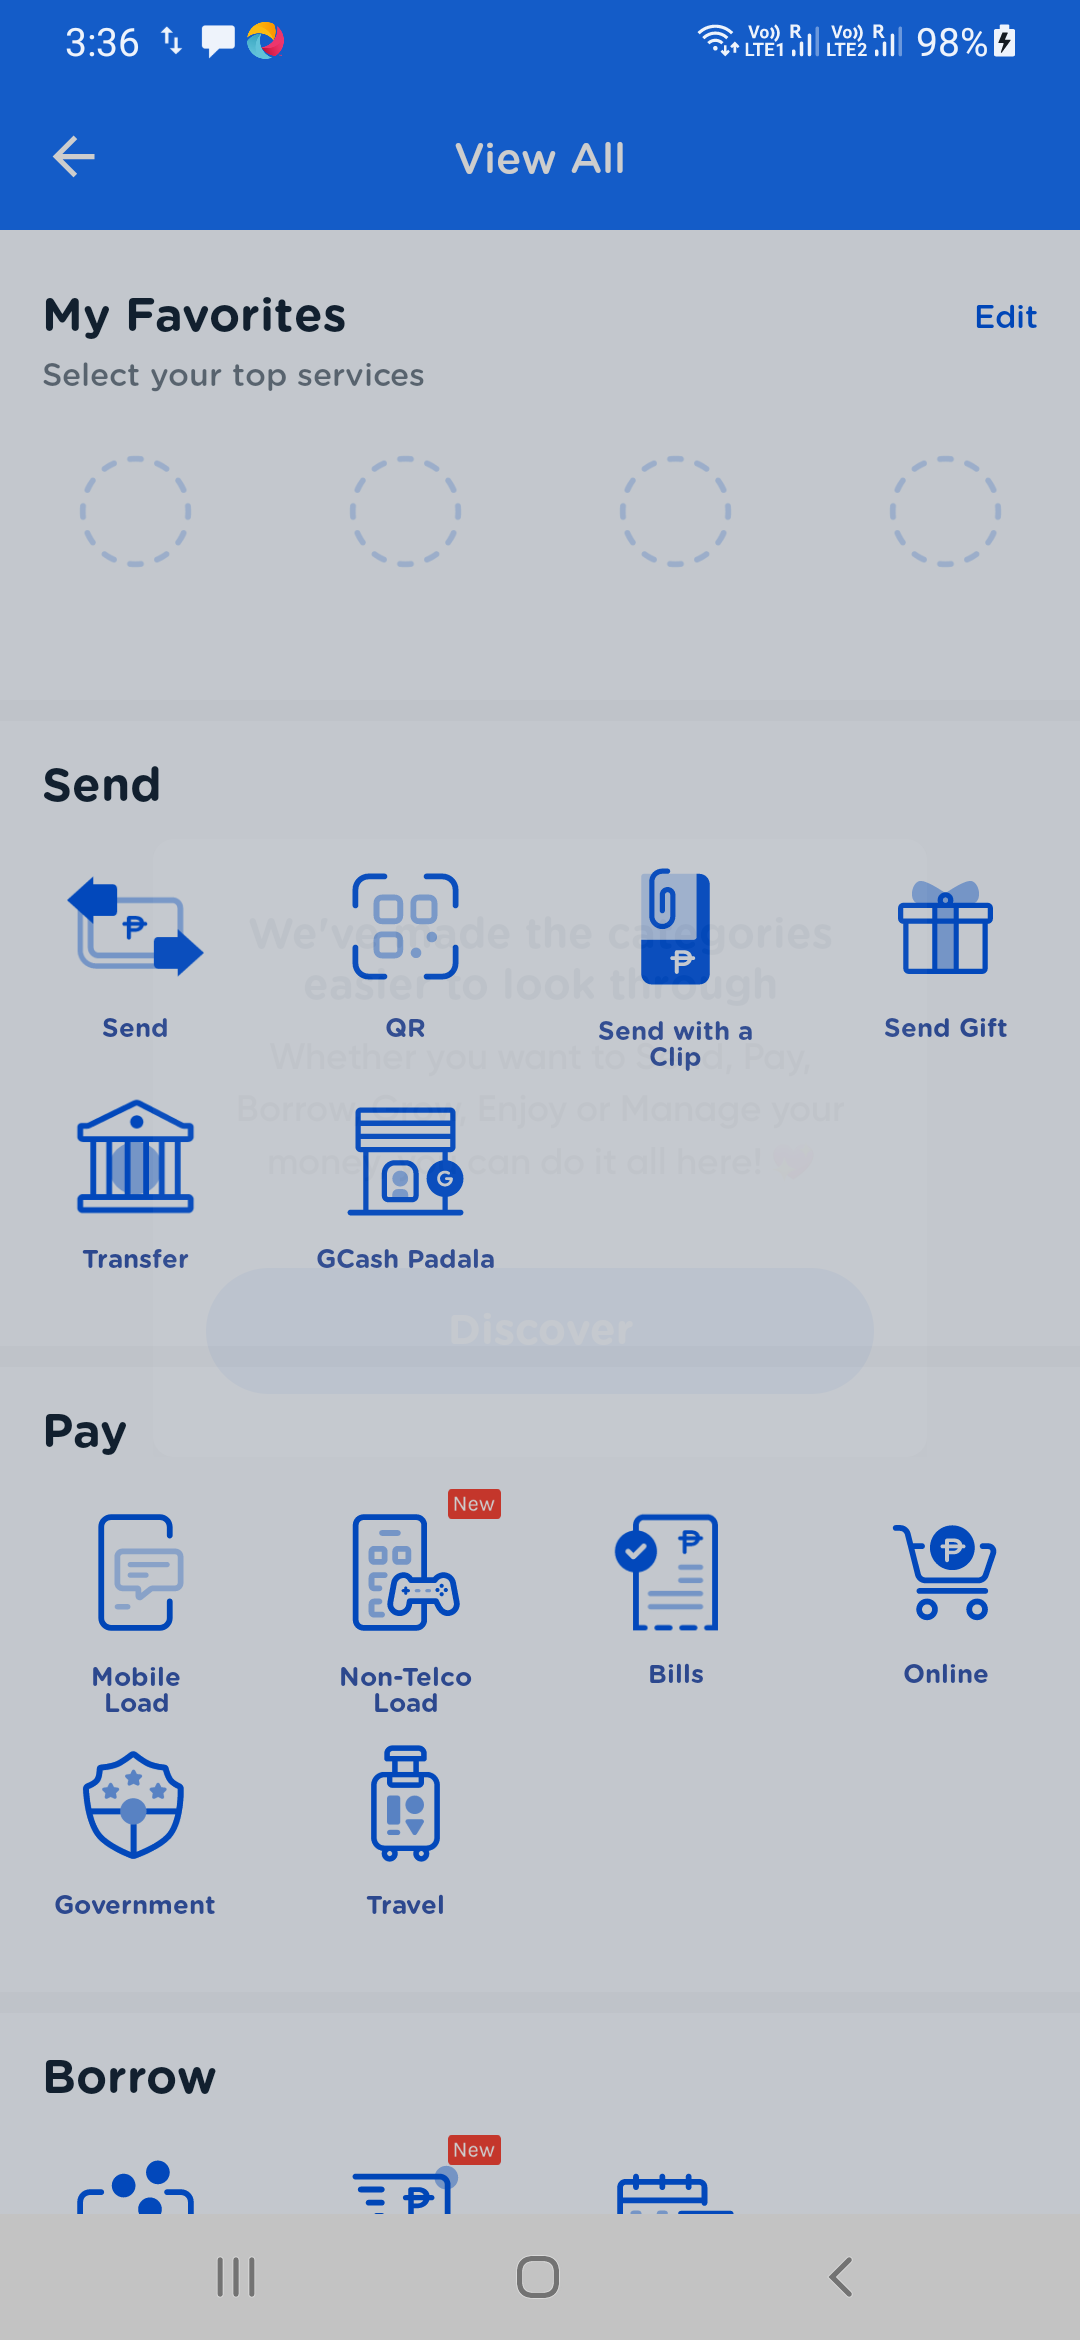 3:36
Vo)) R Vo)) R 98%
LTE1 LTE2
View All
My Favorites
Edit
Select your top services
Send
We've made the categories
easier to look through
Send
QR
Send with a
Clip
Send Gift
Whether you want to Send, Pay,
Borrow, Grow, Enjoy or Manage your
money, you can do it all here!
G
Transfer
GCash Padala
Discover
Pay
New
Mobile
Load
Non-Telco
Load
Bills
Online
Government
Travel
Borrow
New